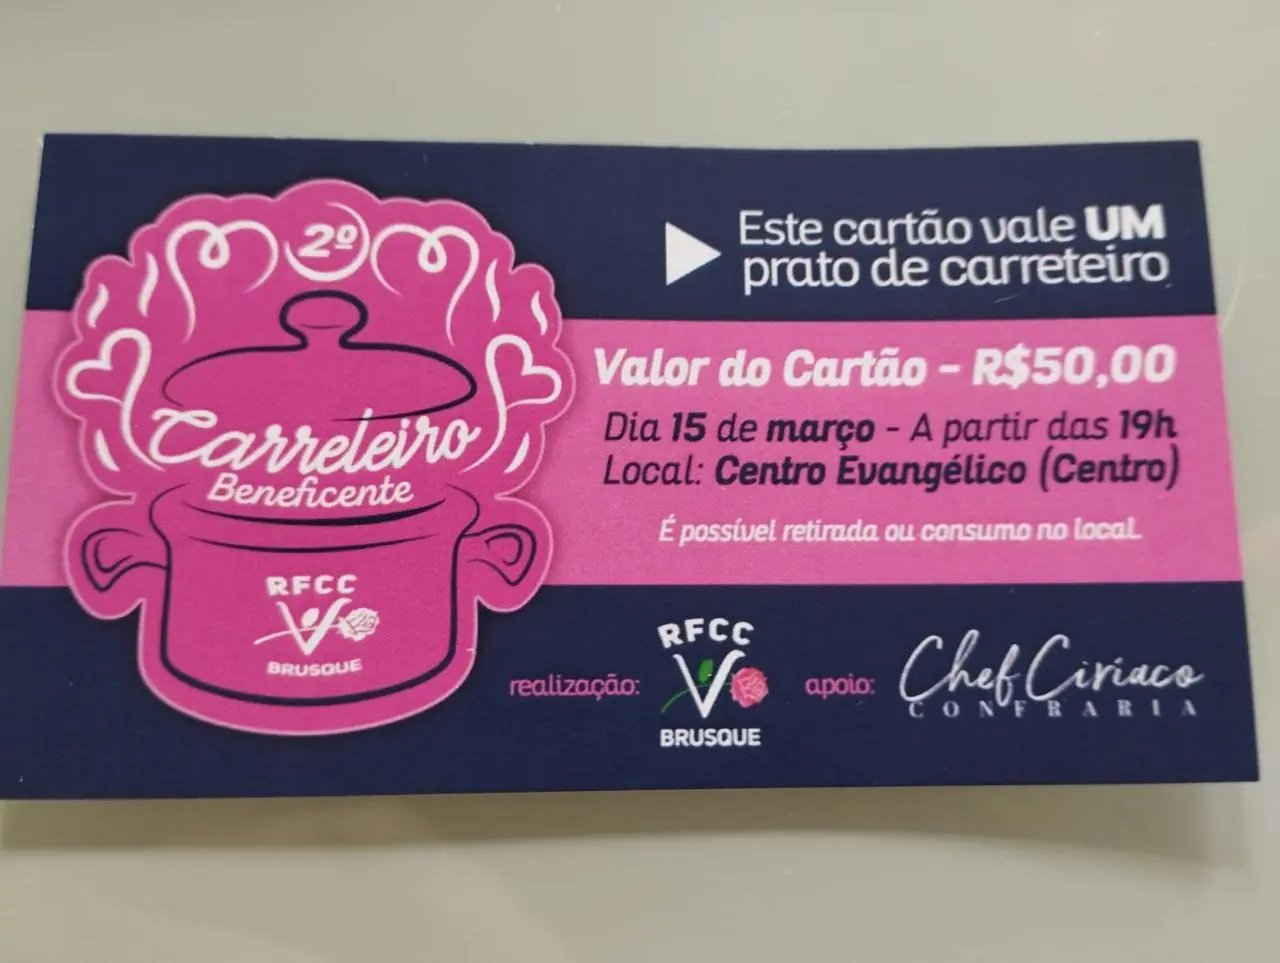 2º
Carreteiro
Beneficente
RFCC
BRUSQUE
Este cartão vale UM
prato de carreteiro
Valor do Cartão - R$50,00
Dia 15 de março - A partir das 19h
Local: Centro Evangélico (Centro)
É possível retirada ou consumo no local.
realização:
RFCC
BRUSQUE
apoio:
Chef Ciríaco
CONFRARIA